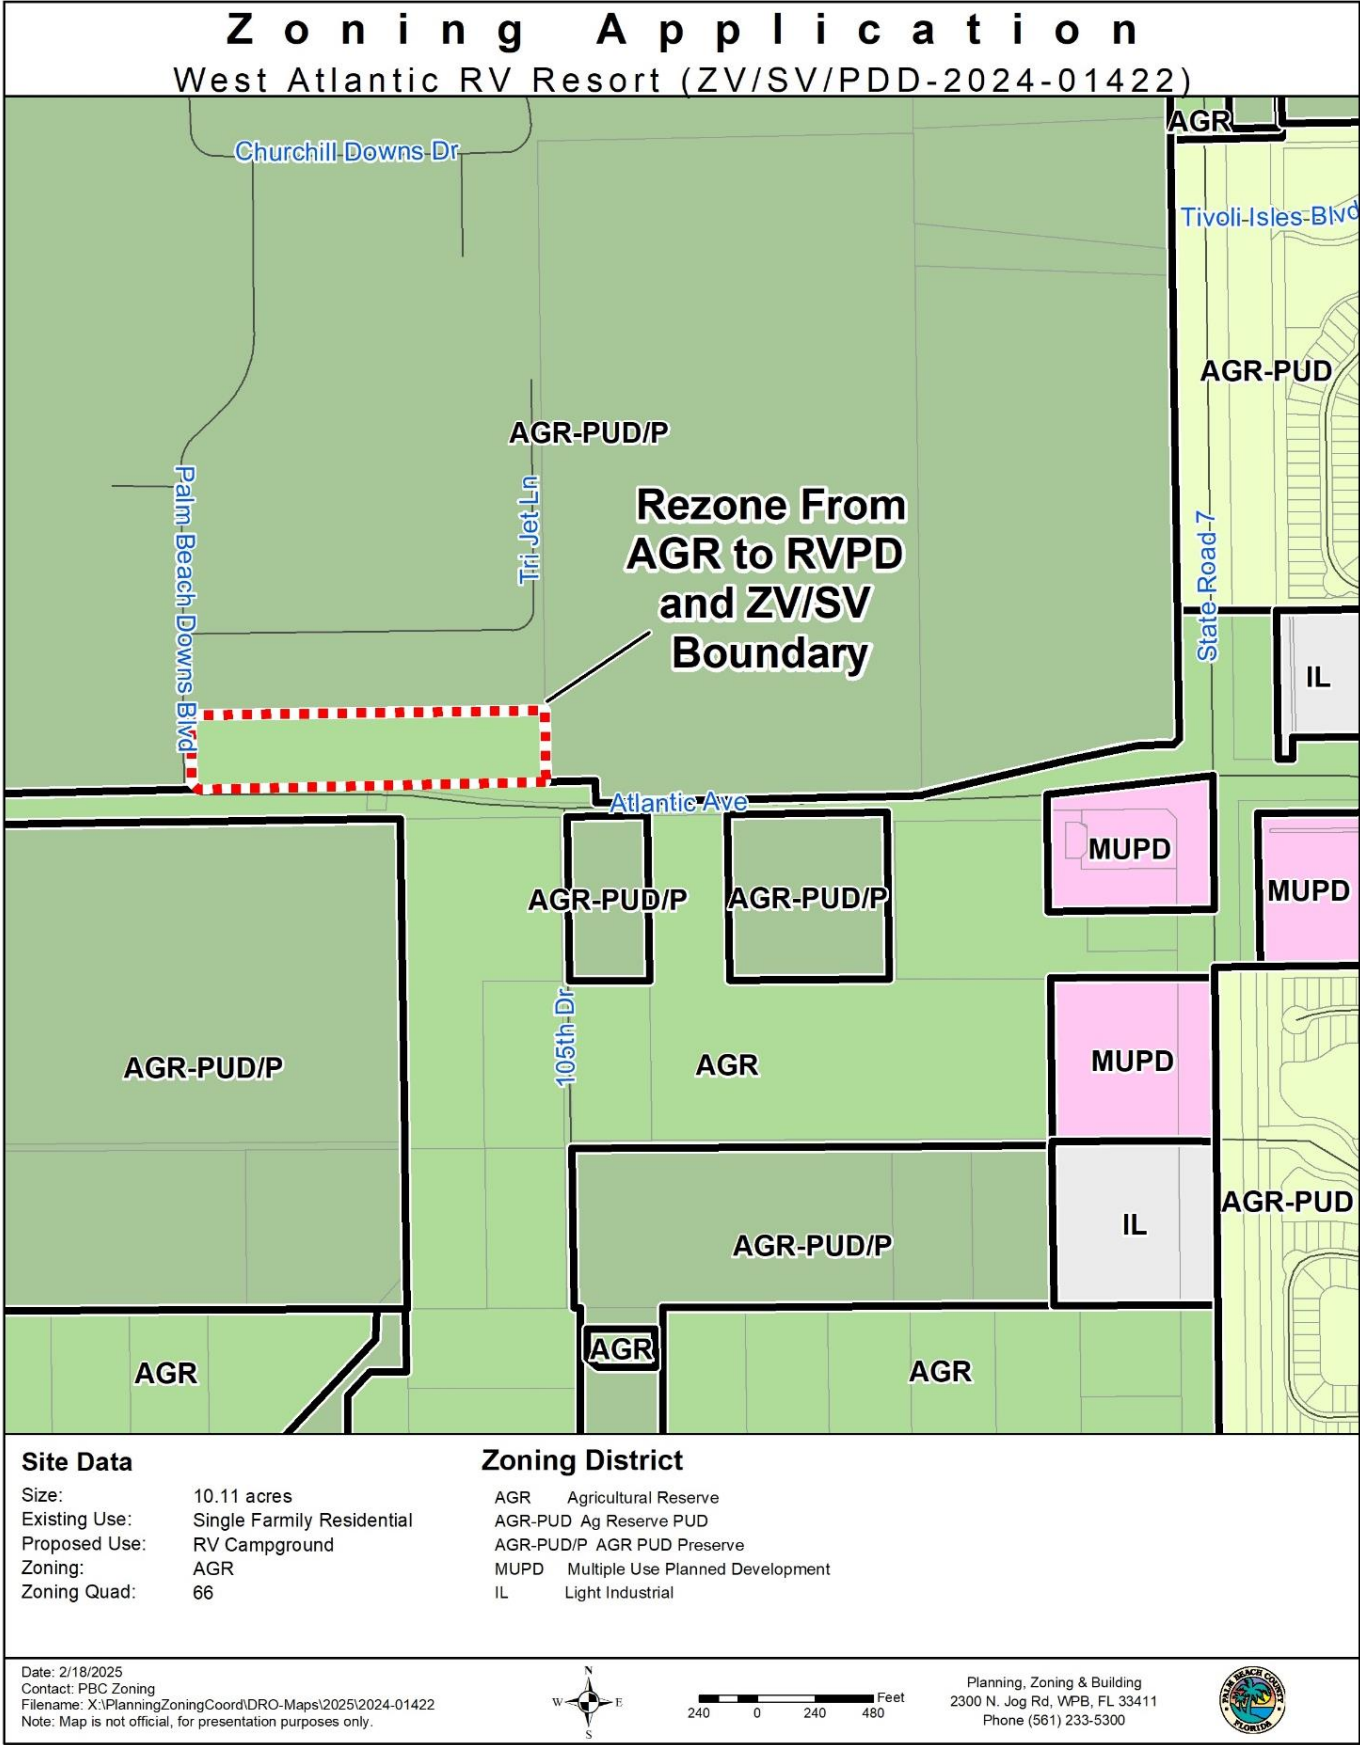 Zoning Application
West Atlantic RV Resort (ZV/SV/PDD-2024-01422)
AGR
Churchill Downs Dr
Tivoli Isles Blvd
AGR-PUD
AGR-PUD/P
Palm Beach Downs Blvd
Tri Jet Ln
Rezone From
AGR to RVPD
and ZV/SV
Boundary
State Road 7
IL
Atlantic Ave
MUPD
MUPD
AGR-PUD/P
AGR-PUD/P
105th Dr
AGR-PUD/P
AGR
MUPD
AGR-PUD
IL
AGR-PUD/P
AGR
AGR
AGR
Site Data
Size: 10.11 acres
Existing Use: Single Farmily Residential
Proposed Use: RV Campground
Zoning: AGR
Zoning Quad: 66
Zoning District
AGR Agricultural Reserve
AGR-PUD Ag Reserve PUD
AGR-PUD/P AGR PUD Preserve
MUPD Multiple Use Planned Development
IL Light Industrial
Date: 2/18/2025
Contact: PBC Zoning
Filename: X:\PlanningZoningCoord\DRO-Maps\2025\2024-01422
Note: Map is not official, for presentation purposes only.
N
W E
S
Feet
240 0 240 480
Planning, Zoning & Building
2300 N. Jog Rd, WPB, FL 33411
Phone (561) 233-5300
PALM BEACH COUNTY
FLORIDA